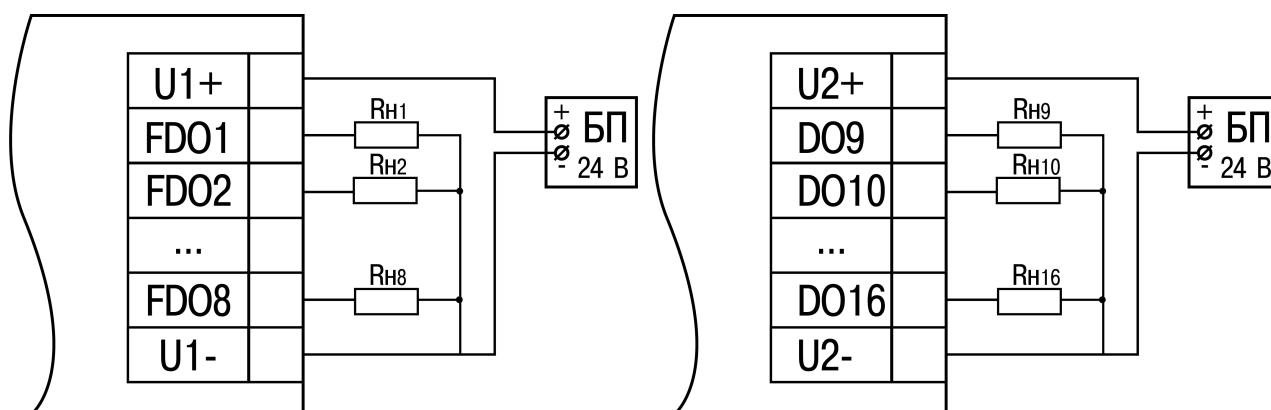 U1+
FDO1
FDO2
...
FDO8
U1-
Rн1
Rн2
Rн8
+
БП
-
24 В
U2+
DO9
DO10
...
DO16
U2-
Rн9
Rн10
Rн16
+
БП
-
24 В